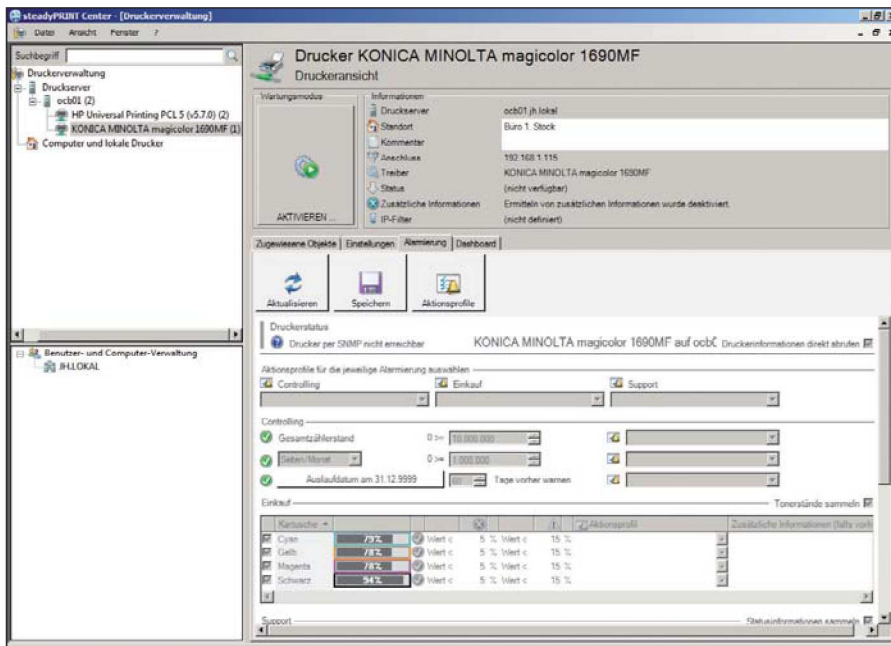 steadyPRINT Center - [Druckerverwaltung]
Datei Ansicht Fenster ?
Suchbegriff
Druckerverwaltung
Druckserver
ocb01 (2)
HP Universal Printing PCL 5 (v5.7.0) (2)
KONICA MINOLTA magicolor 1690MF (1)
Computer und lokale Drucker
Benutzer- und Computer-Verwaltung
JH.LOKAL
Drucker KONICA MINOLTA magicolor 1690MF
Druckeransicht
Wartungsmodus
AKTIVIEREN ...
Informationen
Druckserver ocb01.jh.lokal
Standort Büro 1. Stock
Kommentar
Anschluss 192.168.1.115
Treiber KONICA MINOLTA magicolor 1690MF
Status (nicht verfügbar)
Zusätzliche Informationen Ermitteln von zusätzlichen Informationen wurde deaktiviert.
IP-Filter (nicht definiert)
Zugewiesene Objekte Einstellungen Alarmierung Dashboard
Aktualisieren Speichern Aktionsprofile
Druckerstatus
Drucker per SNMP nicht erreichbar KONICA MINOLTA magicolor 1690MF auf ocb0 Druckerinformationen direkt abrufen
Aktionsprofile für die jeweilige Alarmierung auswählen
Controlling Einkauf Support
Controlling
Gesamtzählerstand 0 >= 10.000.000
Seiten/Monat 0 >= 1.000.000
Auslaufdatum am 31.12.9999 60 Tage vorher warnen
Einkauf Tonerstände sammeln
Kartusche Aktionsprofil Zusätzliche Informationen (falls vorh
Cyan 79% Wert < 5 % Wert < 15 %
Gelb 78% Wert < 5 % Wert < 15 %
Magenta 78% Wert < 5 % Wert < 15 %
Schwarz 94% Wert < 5 % Wert < 15 %
Support Statusinformationen sammeln